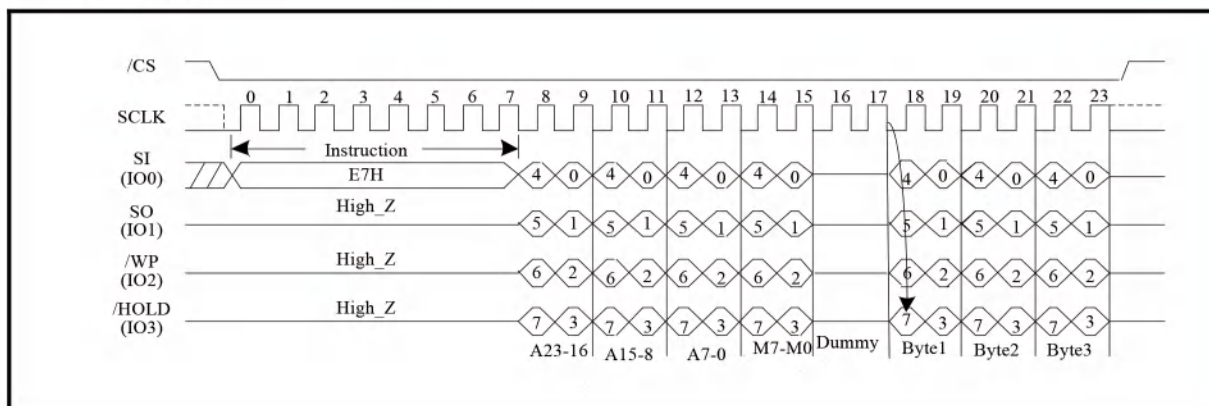 /CS
0 1 2 3 4 5 6 7 8 9 10 11 12 13 14 15 16 17 18 19 20 21 22 23
SCLK
Instruction
SI
(IO0)
E7H
4 0 4 0 4 0 4 0 4 0 4 0 4 0
SO
(IO1)
High_Z
5 1 5 1 5 1 5 1 5 1 5 1 5 1
/WP
(IO2)
High_Z
6 2 6 2 6 2 6 2 6 2 6 2 6 2
/HOLD
(IO3)
High_Z
7 3 7 3 7 3 7 3 7 3 7 3 7 3
A23-16 A15-8 A7-0 M7-M0 Dummy Byte1 Byte2 Byte3